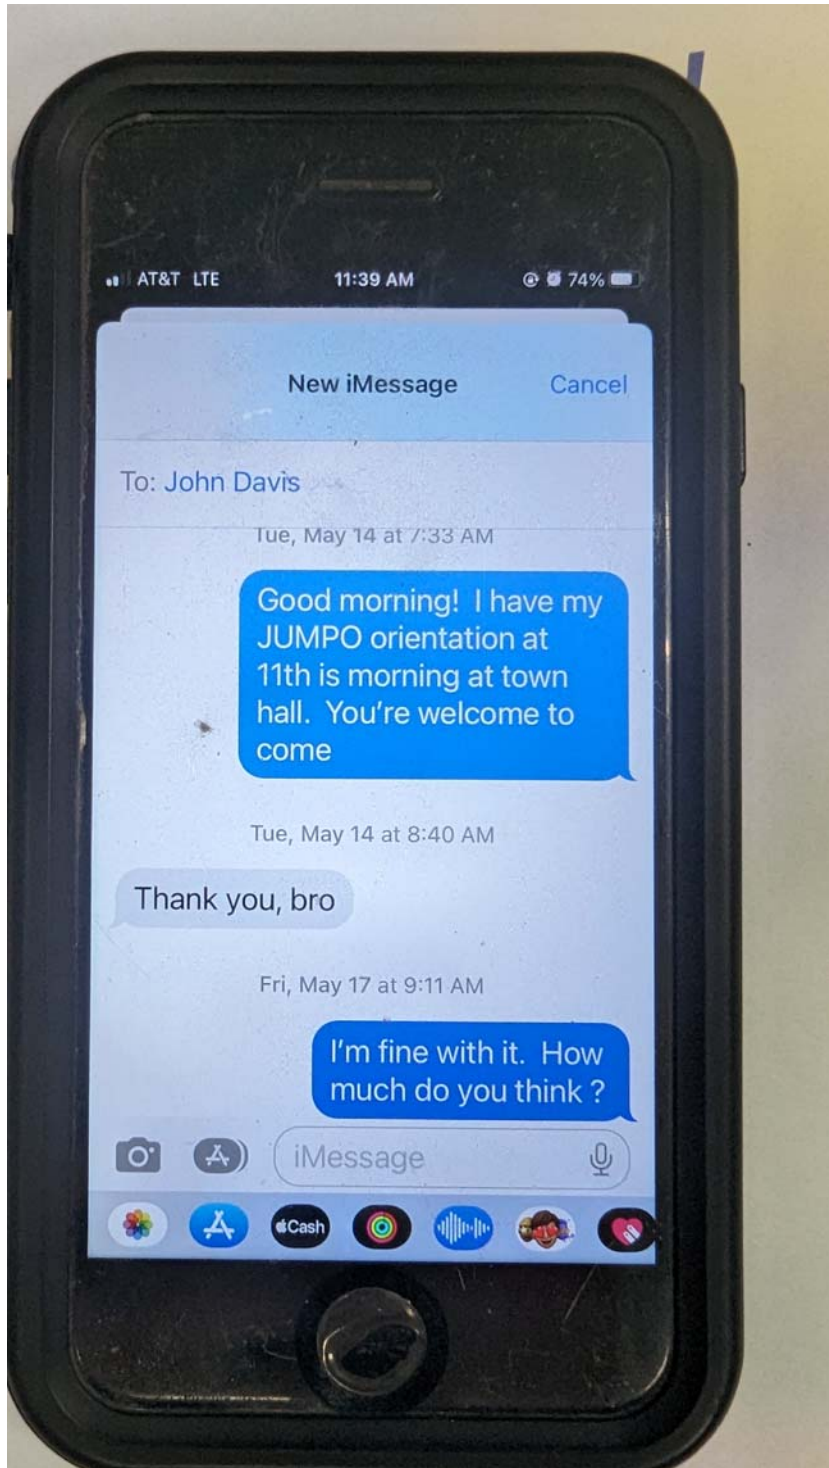 AT&T LTE 11:39 AM 74%
New iMessage Cancel
To: John Davis
Tue, May 14 at 7:33 AM
Good morning!  I have my
JUMPO orientation at
11th is morning at town
hall.  You're welcome to
come
Tue, May 14 at 8:40 AM
Thank you, bro
Fri, May 17 at 9:11 AM
I'm fine with it.  How
much do you think ?
iMessage
Cash